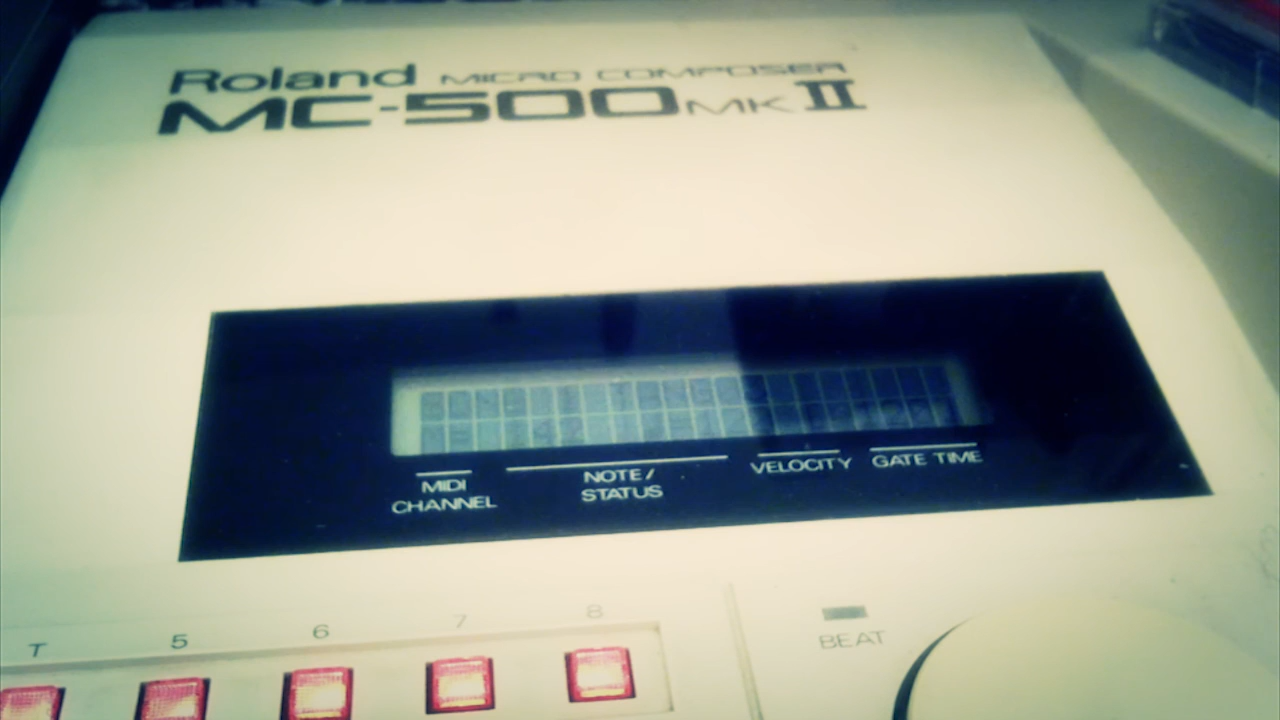 Roland MICRO COMPOSER
MC-500 MK II
MIDI
CHANNEL
NOTE/
STATUS
VELOCITY
GATE TIME
T 5 6 7 8
BEAT